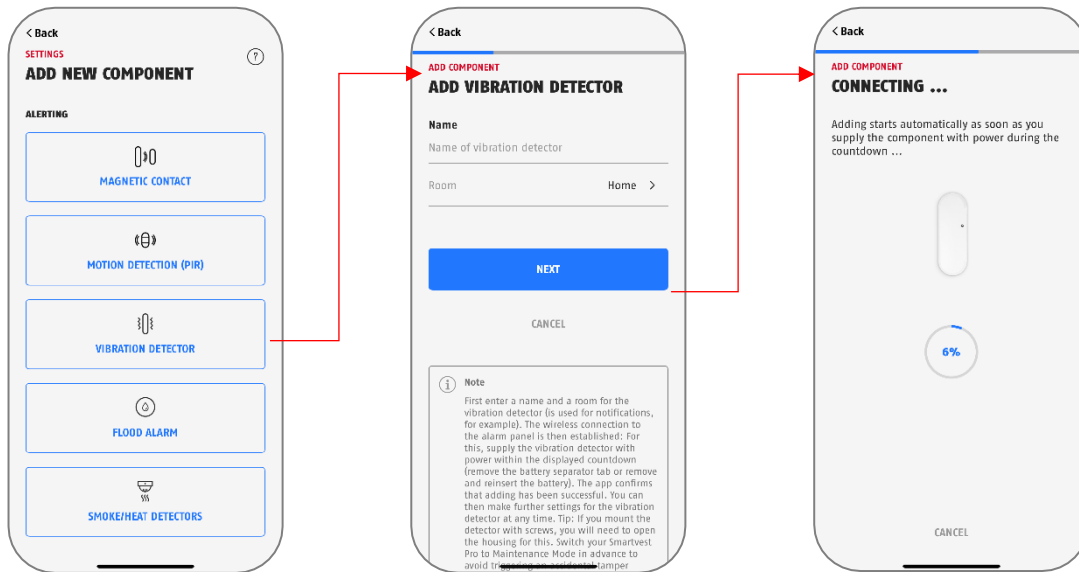 < Back
SETTINGS
?
ADD NEW COMPONENT
ALERTING
MAGNETIC CONTACT
MOTION DETECTION (PIR)
VIBRATION DETECTOR
FLOOD ALARM
SMOKE/HEAT DETECTORS
< Back
ADD COMPONENT
ADD VIBRATION DETECTOR
Name
Name of vibration detector
Room Home >
NEXT
CANCEL
i Note
First enter a name and a room for the
vibration detector (is used for notifications,
for example). The wireless connection to
the alarm panel is then established: For
this, supply the vibration detector with
power within the displayed countdown
(remove the battery separator tab or remove
and reinsert the battery). The app confirms
that adding has been successful. You can
then make further settings for the vibration
detector at any time. Tip: If you mount the
detector with screws, you will need to open
the housing for this. Switch your Smartvest
Pro to Maintenance Mode in advance to
avoid triggering an accidental tamper
< Back
ADD COMPONENT
CONNECTING ...
Adding starts automatically as soon as you
supply the component with power during the
countdown ...
6%
CANCEL